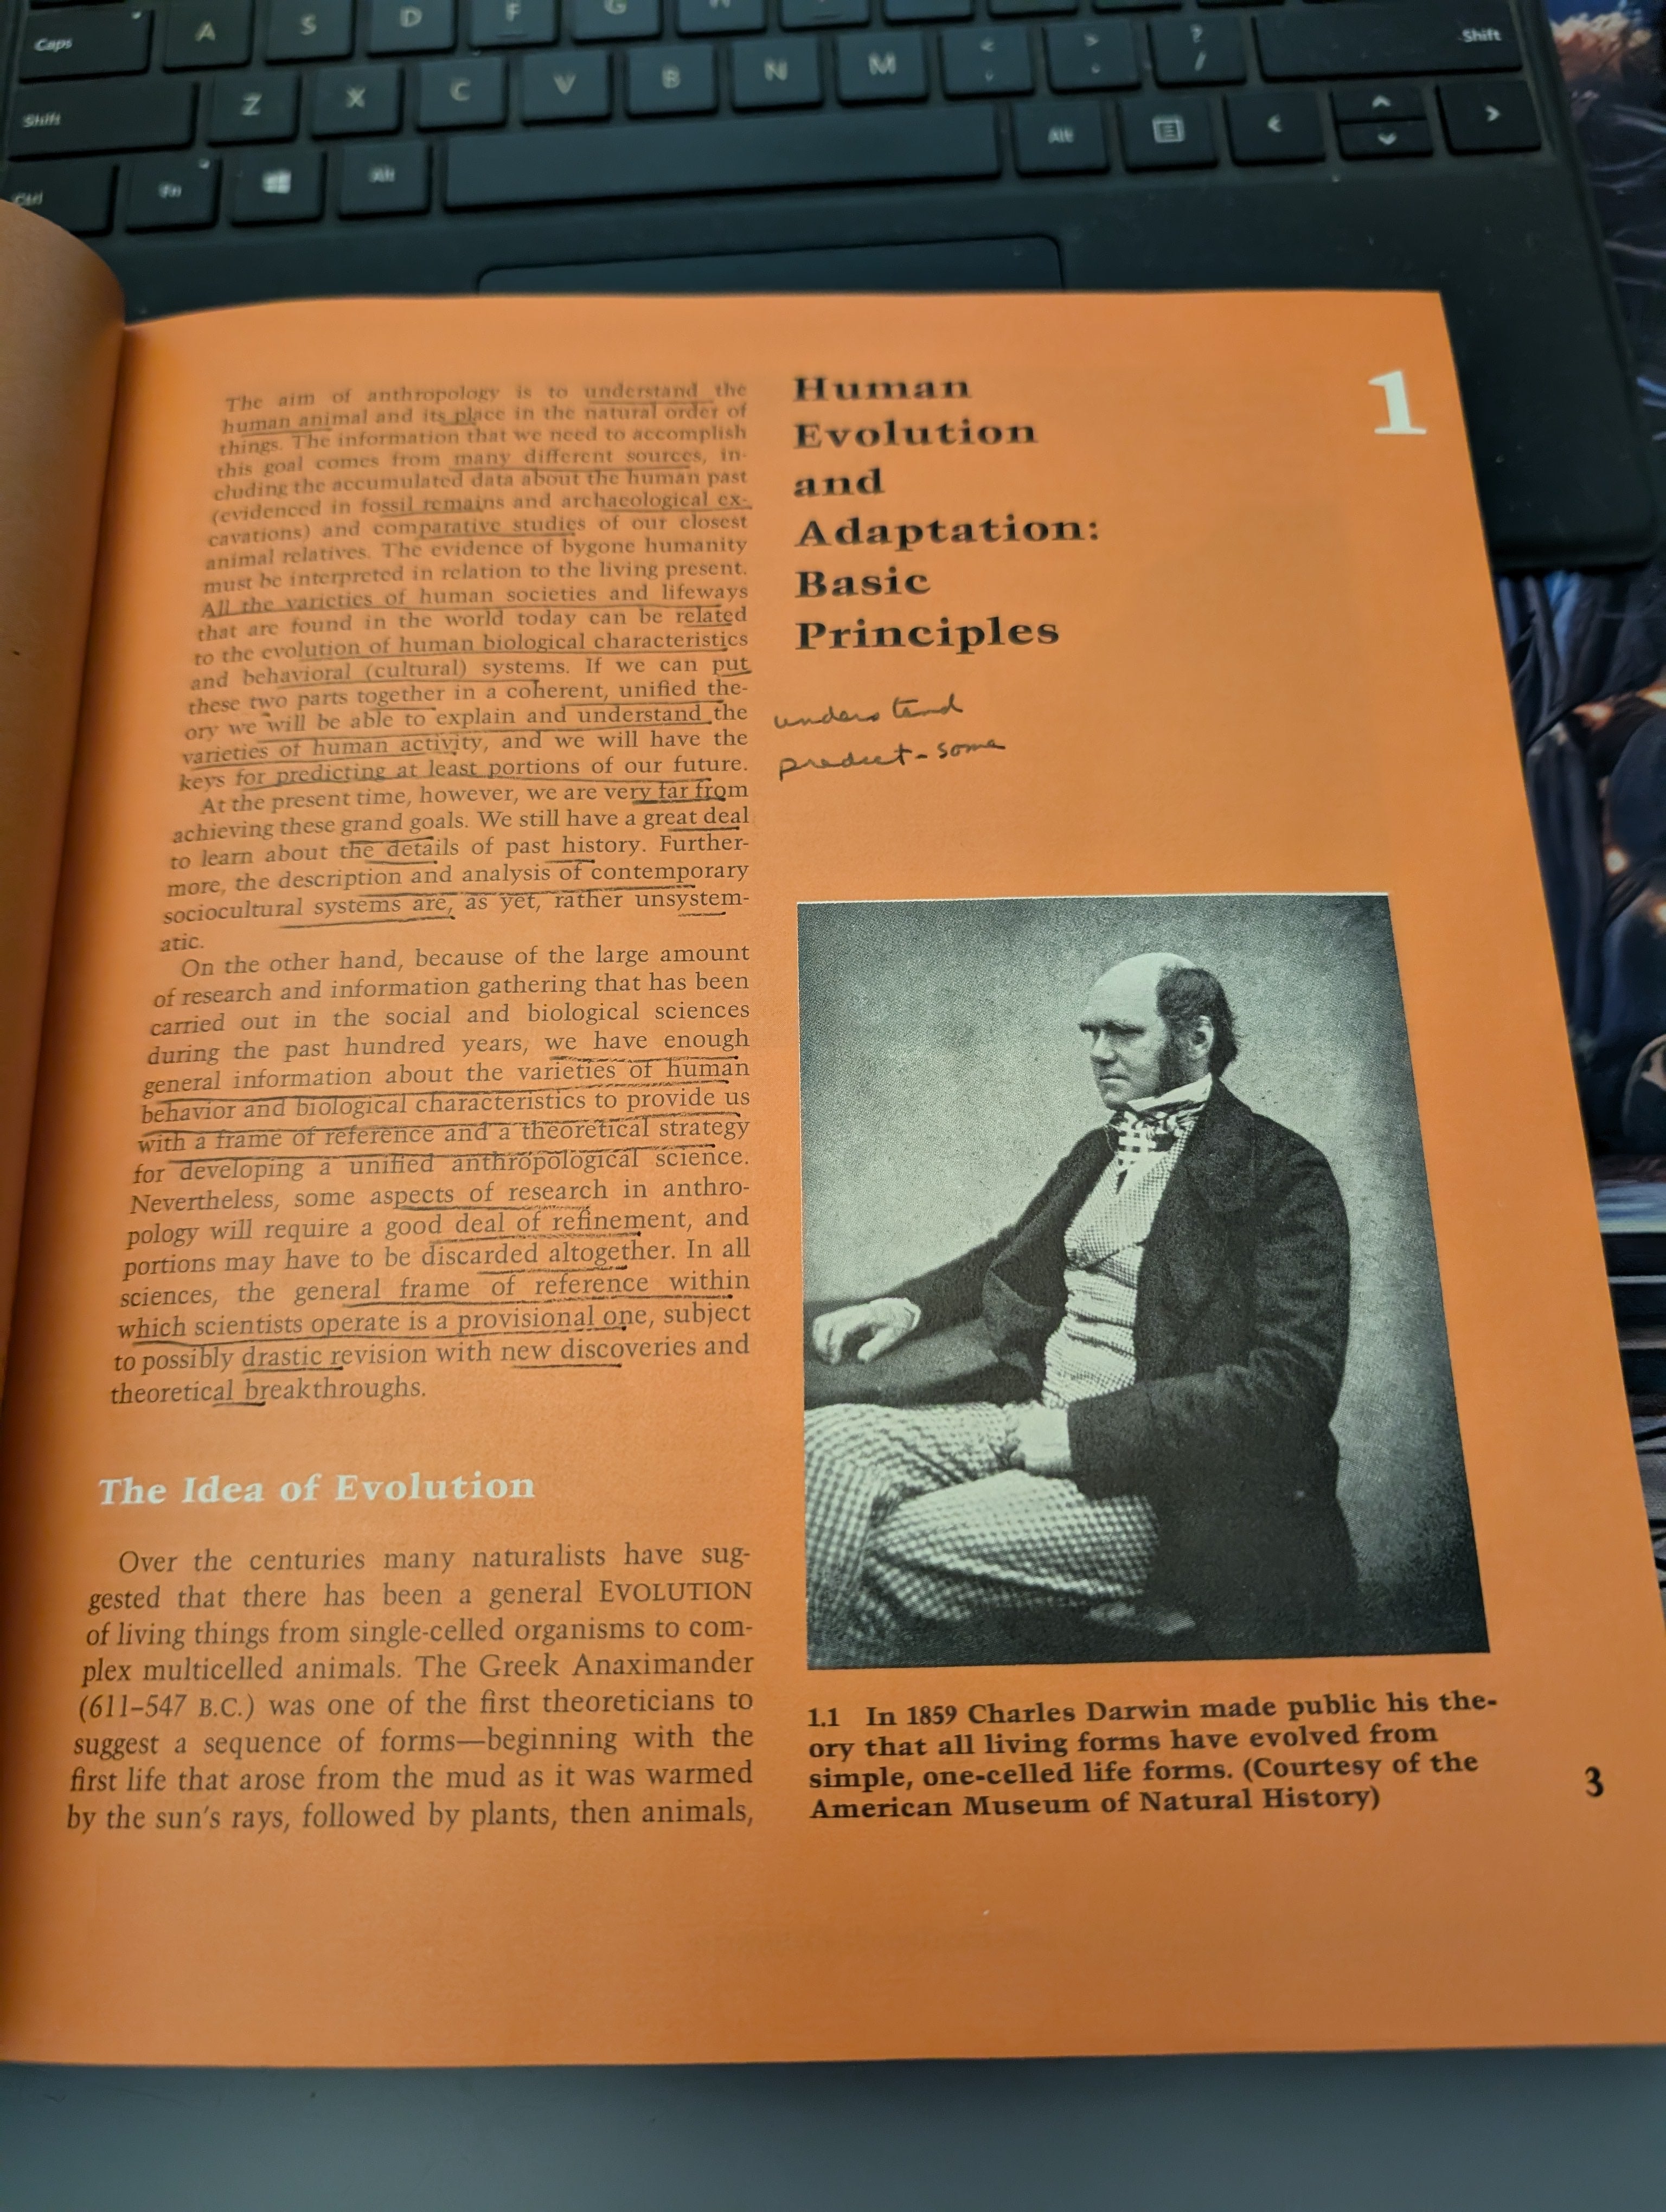 Caps A S D F G
Shift Z X C V B N M < > ? / Shift
Ctrl Fn Alt Alt
The aim of anthropology is to understand the
human animal and its place in the natural order of
things. The information that we need to accomplish
this goal comes from many different sources, in-
cluding the accumulated data about the human past
(evidenced in fossil remains and archaeological ex-
cavations) and comparative studies of our closest
animal relatives. The evidence of bygone humanity
must be interpreted in relation to the living present.
All the varieties of human societies and lifeways
that are found in the world today can be related
to the evolution of human biological characteristics
and behavioral (cultural) systems. If we can put
these two parts together in a coherent, unified the-
ory we will be able to explain and understand the
varieties of human activity, and we will have the
keys for predicting at least portions of our future.
At the present time, however, we are very far from
achieving these grand goals. We still have a great deal
to learn about the details of past history. Further-
more, the description and analysis of contemporary
sociocultural systems are, as yet, rather unsystem-
atic.
On the other hand, because of the large amount
of research and information gathering that has been
carried out in the social and biological sciences
during the past hundred years, we have enough
general information about the varieties of human
behavior and biological characteristics to provide us
with a frame of reference and a theoretical strategy
for developing a unified anthropological science.
Nevertheless, some aspects of research in anthro-
pology will require a good deal of refinement, and
portions may have to be discarded altogether. In all
sciences, the general frame of reference within
which scientists operate is a provisional one, subject
to possibly drastic revision with new discoveries and
theoretical breakthroughs.
The Idea of Evolution
Over the centuries many naturalists have sug-
gested that there has been a general EVOLUTION
of living things from single-celled organisms to com-
plex multicelled animals. The Greek Anaximander
(611–547 B.C.) was one of the first theoreticians to
suggest a sequence of forms—beginning with the
first life that arose from the mud as it was warmed
by the sun's rays, followed by plants, then animals,
Human
Evolution
and
Adaptation:
Basic
Principles
1
understand
predict - some
1.1 In 1859 Charles Darwin made public his the-
ory that all living forms have evolved from
simple, one-celled life forms. (Courtesy of the
American Museum of Natural History)
3